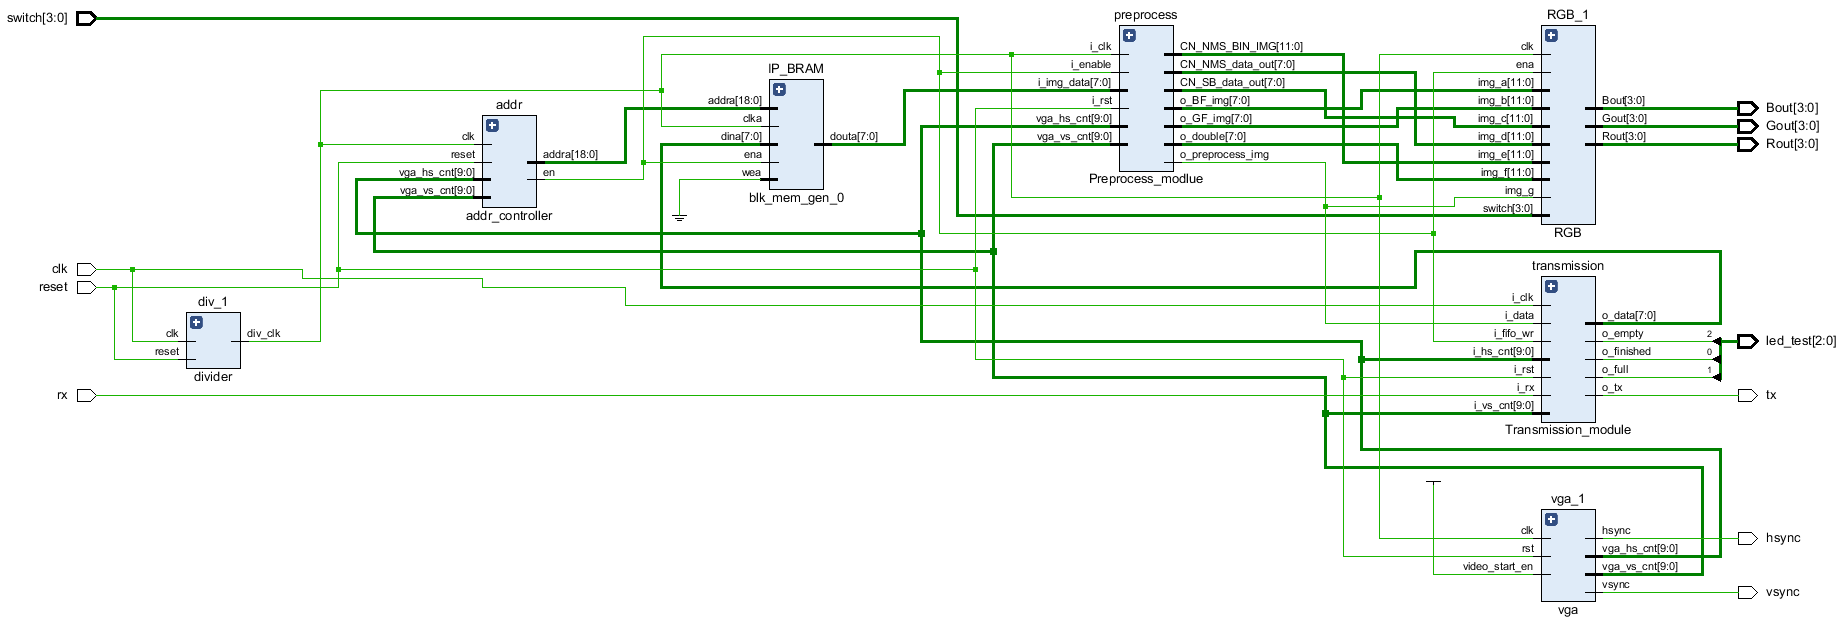 switch[3:0]
clk
reset
rx
div_1
clk
reset
div_clk
divider
addr
clk
reset
vga_hs_cnt[9:0]
vga_vs_cnt[9:0]
addra[18:0]
en
addr_controller
IP_BRAM
addra[18:0]
clka
dina[7:0]
ena
wea
douta[7:0]
blk_mem_gen_0
preprocess
i_clk
i_enable
i_img_data[7:0]
i_rst
vga_hs_cnt[9:0]
vga_vs_cnt[9:0]
CN_NMS_BIN_IMG[11:0]
CN_NMS_data_out[7:0]
CN_SB_data_out[7:0]
o_BF_img[7:0]
o_GF_img[7:0]
o_double[7:0]
o_preprocess_img
Preprocess_modlue
RGB_1
clk
ena
img_a[11:0]
img_b[11:0]
img_c[11:0]
img_d[11:0]
img_e[11:0]
img_f[11:0]
img_g
switch[3:0]
Bout[3:0]
Gout[3:0]
Rout[3:0]
RGB
transmission
i_clk
i_data
i_fifo_wr
i_hs_cnt[9:0]
i_rst
i_rx
i_vs_cnt[9:0]
o_data[7:0]
o_empty
o_finished
o_full
o_tx
2
0
1
Transmission_module
vga_1
clk
rst
video_start_en
hsync
vga_hs_cnt[9:0]
vga_vs_cnt[9:0]
vsync
vga
Bout[3:0]
Gout[3:0]
Rout[3:0]
led_test[2:0]
tx
hsync
vsync